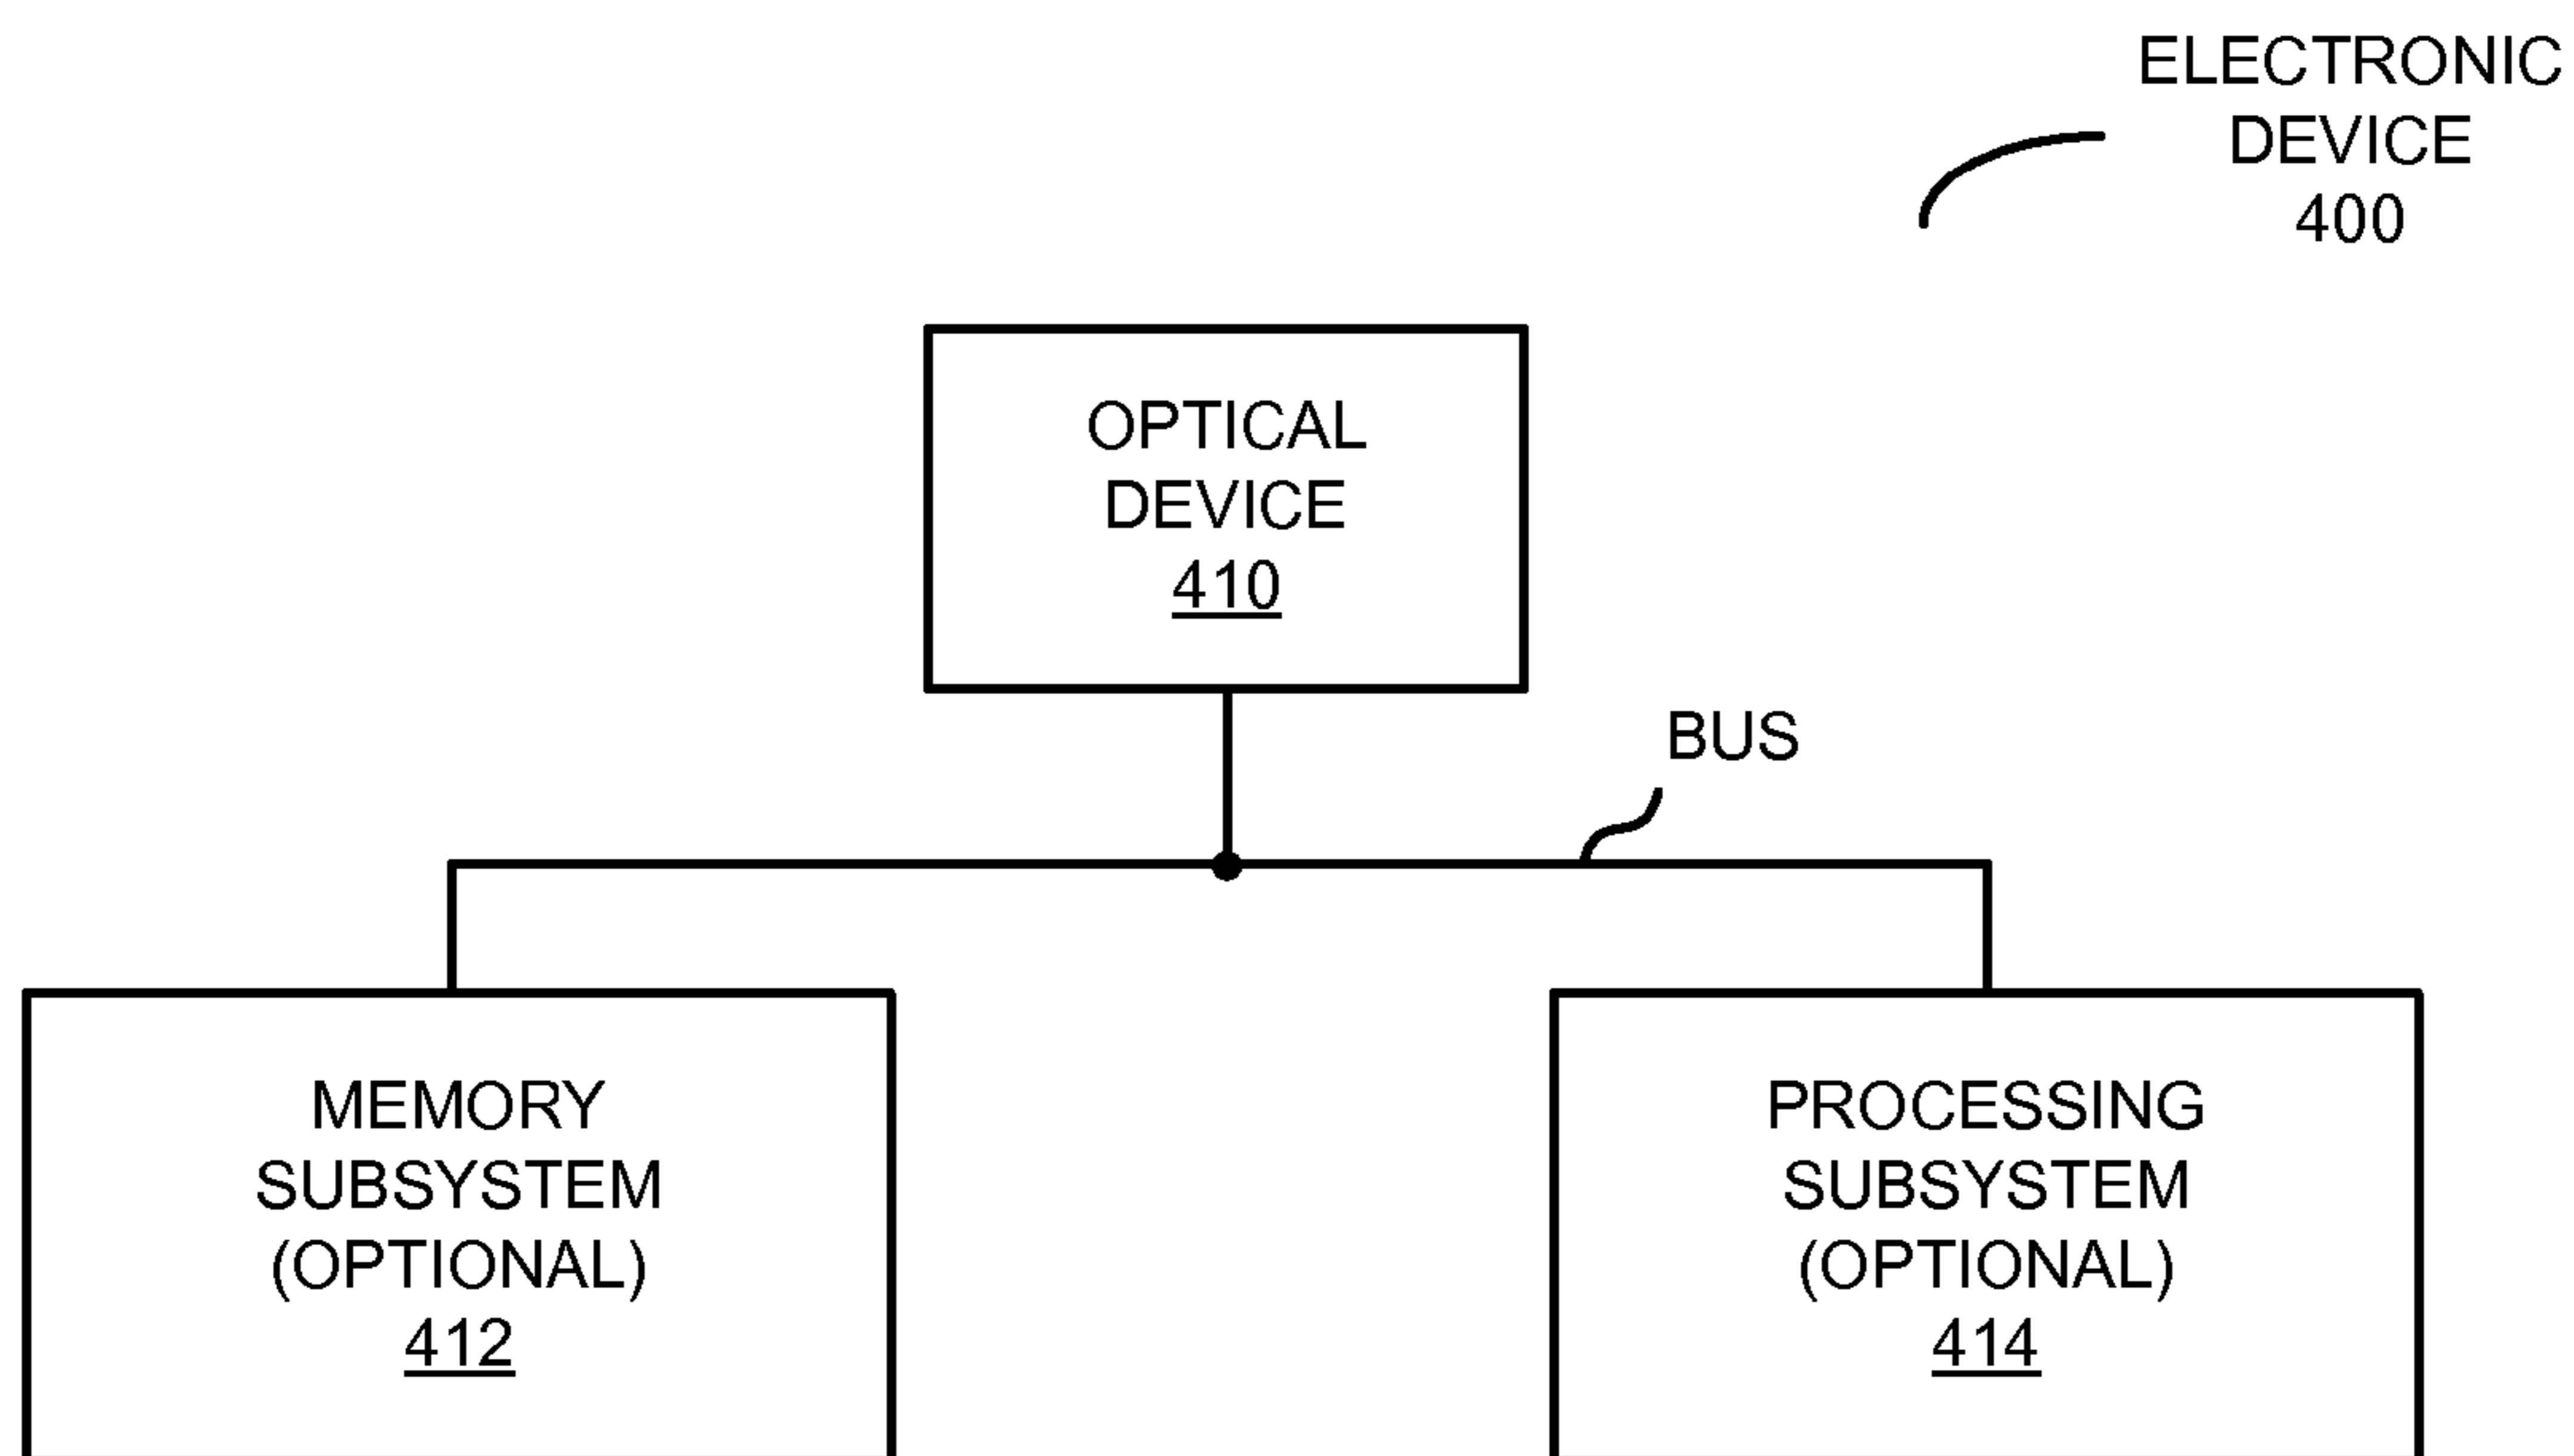 ELECTRONIC
DEVICE
400
OPTICAL
DEVICE
410
BUS
MEMORY
SUBSYSTEM
(OPTIONAL)
412
PROCESSING
SUBSYSTEM
(OPTIONAL)
414